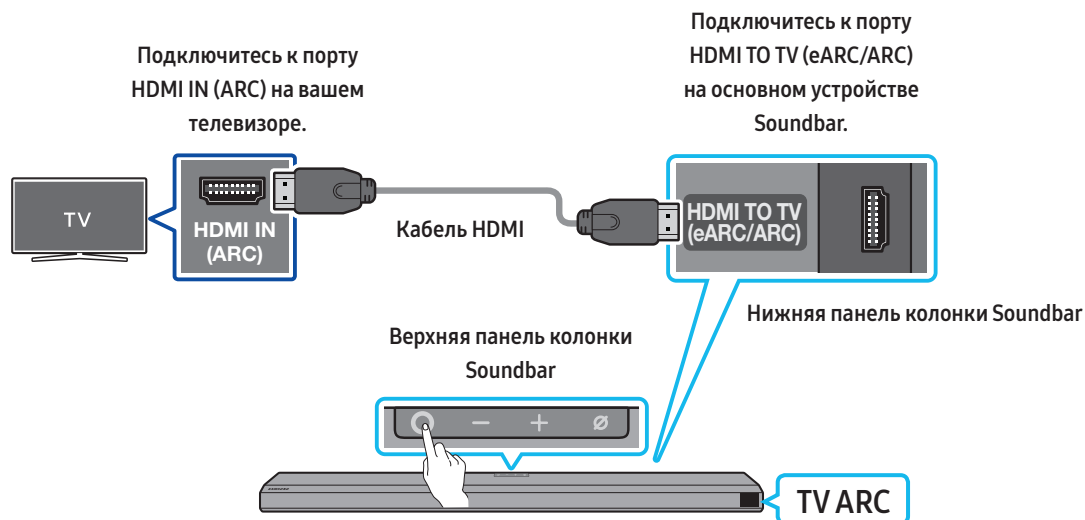 Подключитесь к порту
HDMI IN (ARC) на вашем
телевизоре.
Подключитесь к порту
HDMI TO TV (eARC/ARC)
на основном устройстве
Soundbar.
TV
HDMI IN
(ARC)
Кабель HDMI
HDMI TO TV
(eARC/ARC)
Нижняя панель колонки Soundbar
Верхняя панель колонки
Soundbar
SAMSUNG
TV ARC